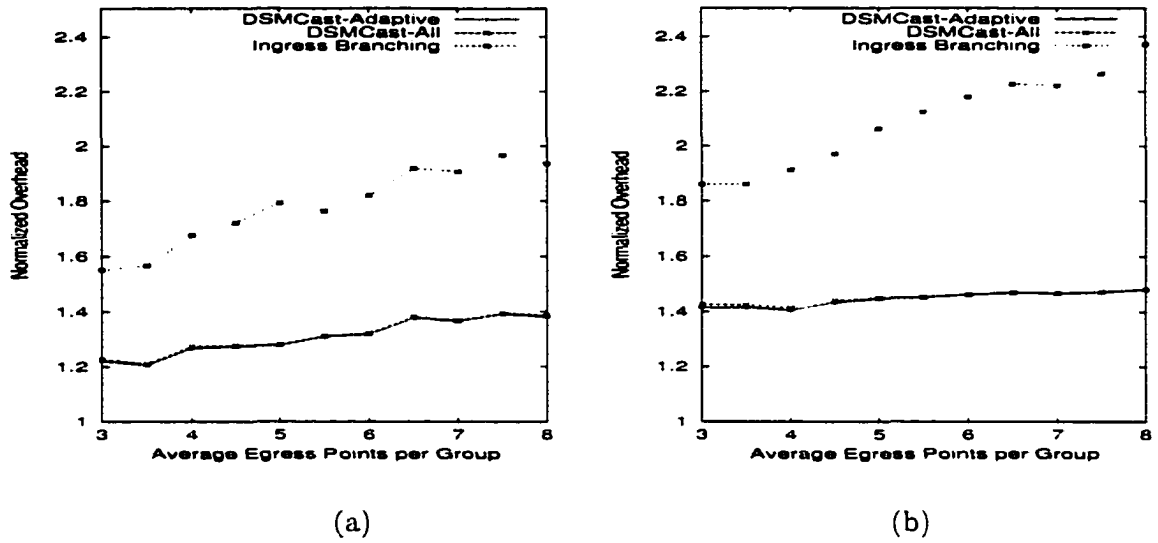 DSMCast-Adaptive
DSMCast-All
Ingress Branching
2.4
2.2
2
1.8
1.6
1.4
1.2
1
Normalized Overhead
3 4 5 6 7 8
Average Egress Points per Group
(a)
DSMCast-Adaptive
DSMCast-All
Ingress Branching
2.4
2.2
2
1.8
1.6
1.4
1.2
1
Normalized Overhead
3 4 5 6 7 8
Average Egress Points per Group
(b)